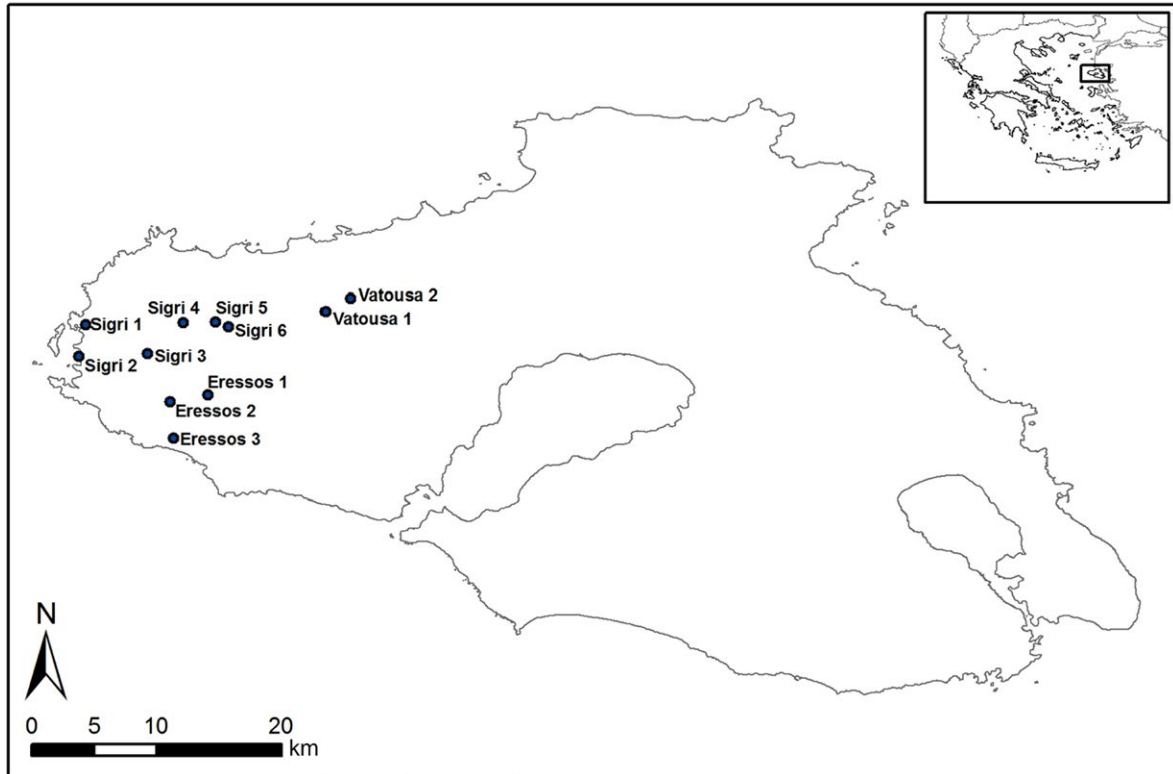 Vatousa 2
Vatousa 1
Sigri 4
Sigri 5
Sigri 1
Sigri 6
Sigri 3
Sigri 2
Eressos 1
Eressos 2
Eressos 3
N
0 5 10 20
km